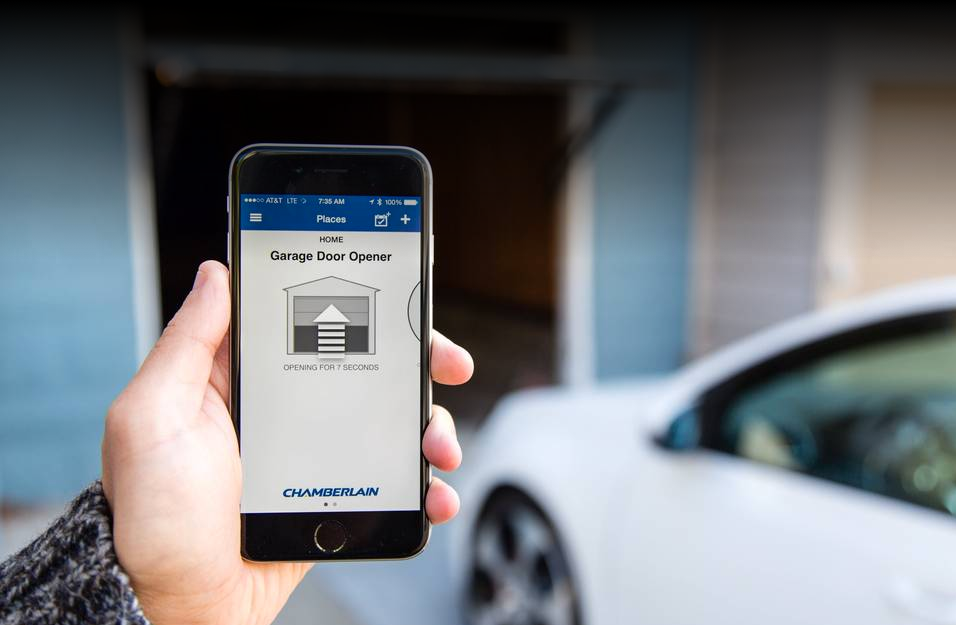 AT&T LTE 7:35 AM 100%
Places
HOME
Garage Door Opener
OPENING FOR 7 SECONDS
CHAMBERLAIN